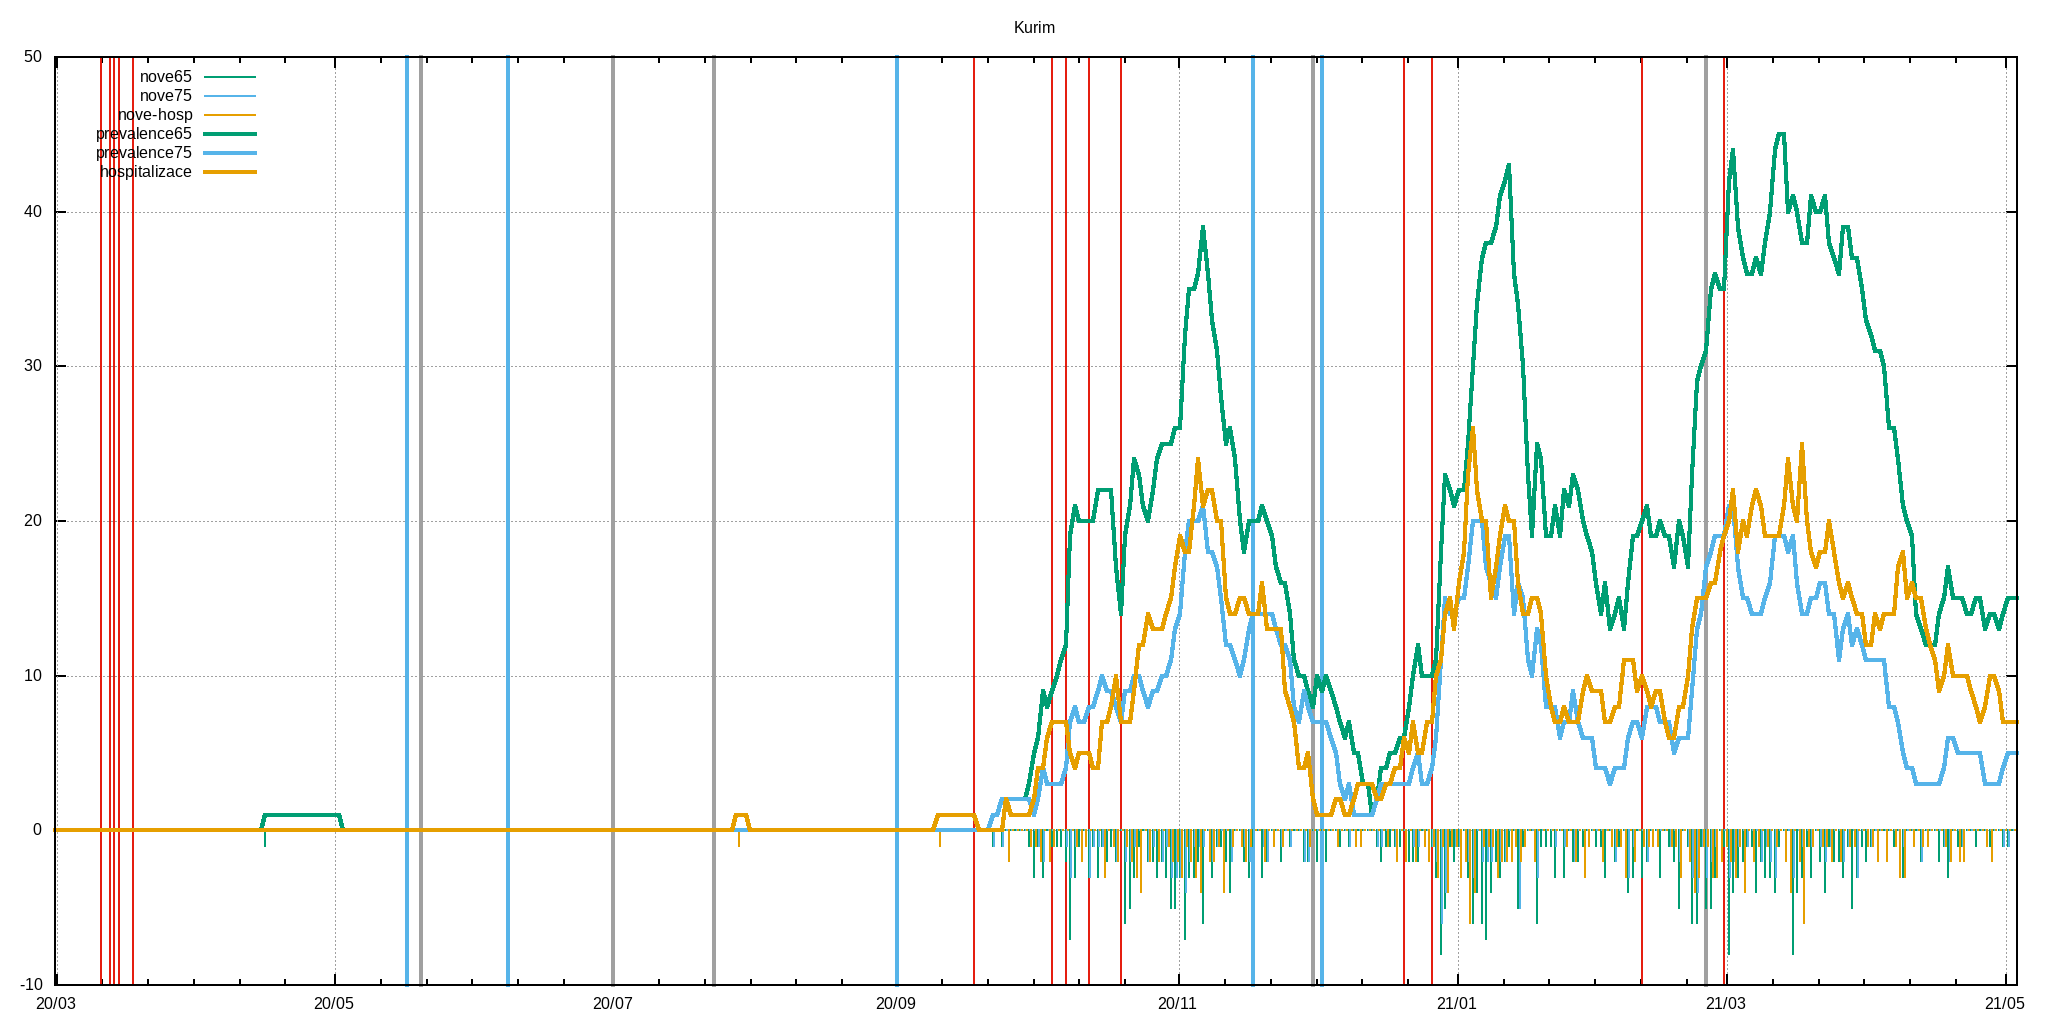 Kurim
50
nove65
nove75
nove-hosp
prevalence65
prevalence75
hospitalizace
40
30
20
10
0
-10
20/03 20/05 20/07 20/09 20/11 21/01 21/03 21/05